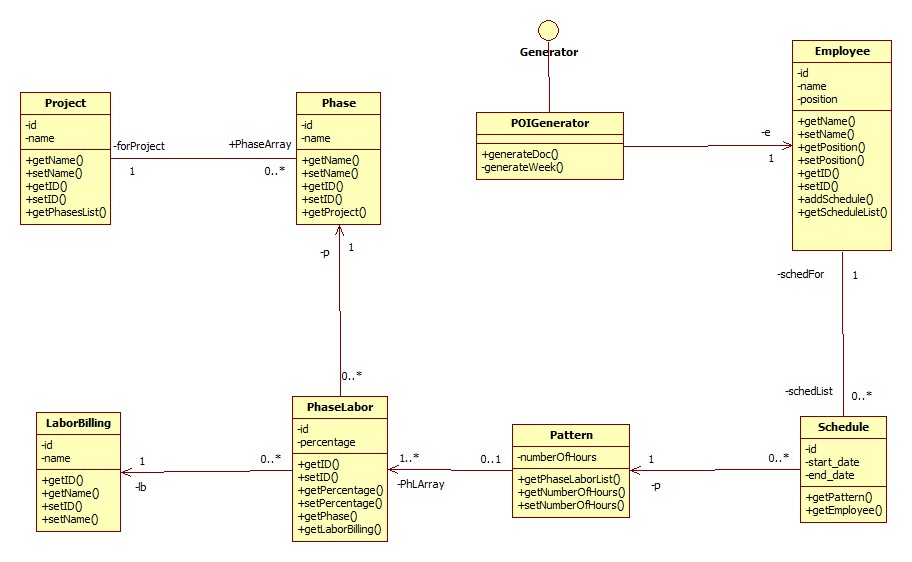 Generator
Employee
-id
-name
-position
+getName()
+setName()
+getPosition()
+setPosition()
+getID()
+setID()
+addSchedule()
+getScheduleList()
Project
-id
-name
+getName()
+setName()
+getID()
+setID()
+getPhasesList()
-forProject
1
+PhaseArray
0..*
Phase
-id
-name
+getName()
+setName()
+getID()
+setID()
+getProject()
POIGenerator
+generateDoc()
-generateWeek()
-e
1
-p
1
0..*
-schedFor
1
-schedList
0..*
LaborBilling
-id
-name
+getID()
+getName()
+setID()
+setName()
1
-lb
0..*
PhaseLabor
-id
-percentage
+getID()
+setID()
+getPercentage()
+setPercentage()
+getPhase()
+getLaborBilling()
1..*
-PhLArray
0..1
Pattern
-numberOfHours
+getPhaseLaborList()
+getNumberOfHours()
+setNumberOfHours()
1
-p
0..*
Schedule
-id
-start_date
-end_date
+getPattern()
+getEmployee()